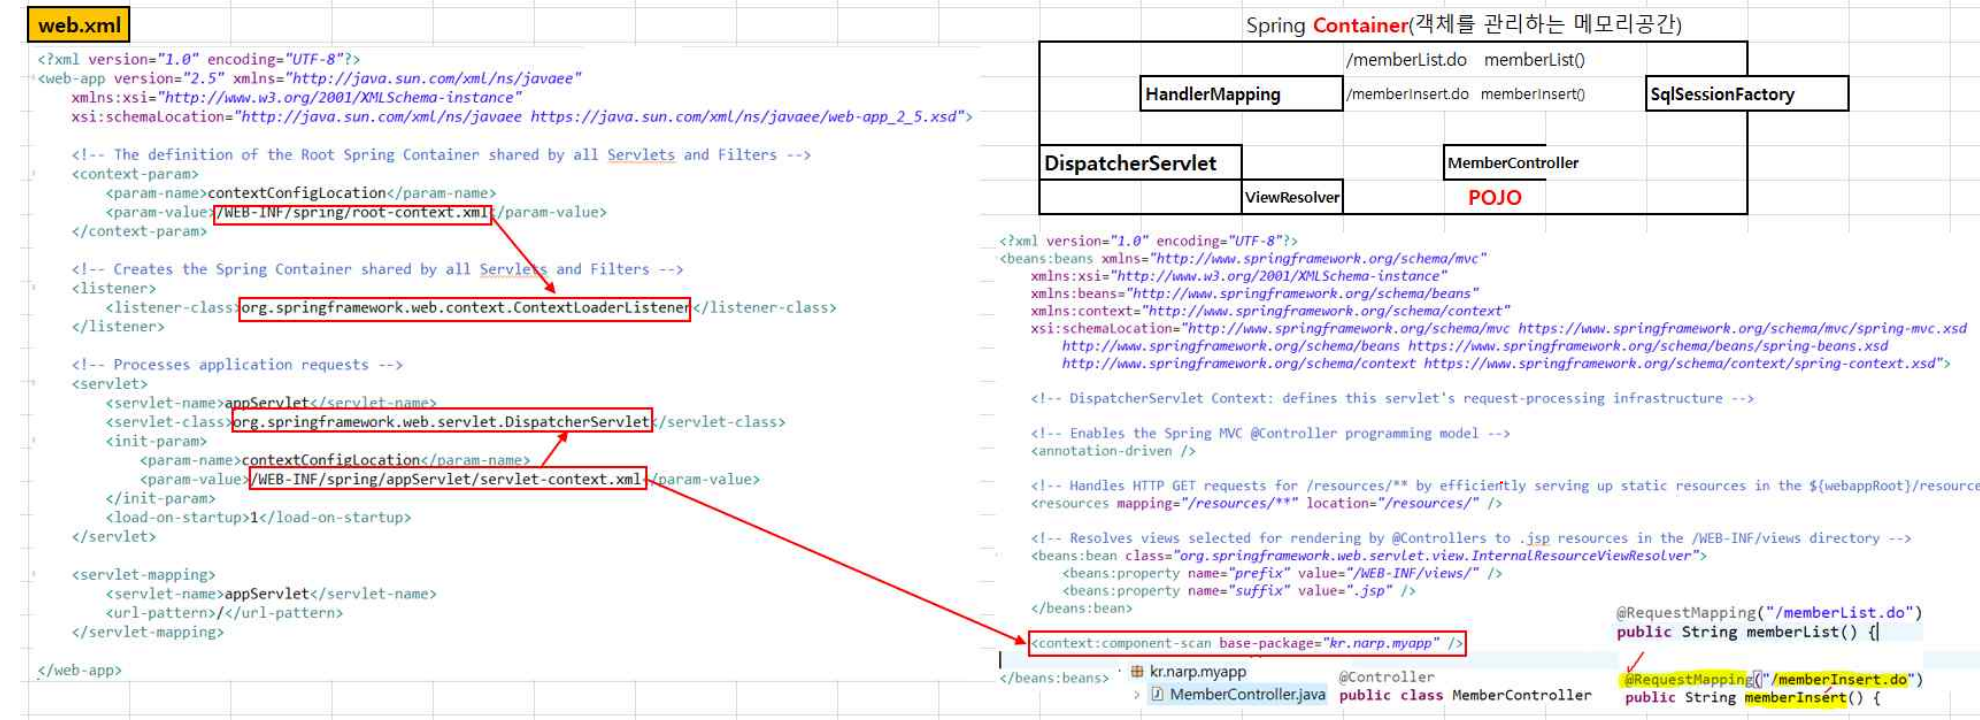 web.xml
<?xml version="1.0" encoding="UTF-8"?>
<web-app version="2.5" xmlns="http://java.sun.com/xml/ns/javaee"
xmlns:xsi="http://www.w3.org/2001/XMLSchema-instance"
xsi:schemaLocation="http://java.sun.com/xml/ns/javaee https://java.sun.com/xml/ns/javaee/web-app_2_5.xsd">
<!-- The definition of the Root Spring Container shared by all Servlets and Filters -->
<context-param>
<param-name>contextConfigLocation</param-name>
<param-value>/WEB-INF/spring/root-context.xml</param-value>
</context-param>
<!-- Creates the Spring Container shared by all Servlets and Filters -->
<listener>
<listener-class>org.springframework.web.context.ContextLoaderListener</listener-class>
</listener>
<!-- Processes application requests -->
<servlet>
<servlet-name>appServlet</servlet-name>
<servlet-class>org.springframework.web.servlet.DispatcherServlet</servlet-class>
<init-param>
<param-name>contextConfigLocation</param-name>
<param-value>/WEB-INF/spring/appServlet/servlet-context.xml</param-value>
</init-param>
<load-on-startup>1</load-on-startup>
</servlet>
<servlet-mapping>
<servlet-name>appServlet</servlet-name>
<url-pattern>/</url-pattern>
</servlet-mapping>
</web-app>
Spring Container(객체를 관리하는 메모리공간)
/memberList.do memberList()
HandlerMapping /memberInsert.do memberInsert() SqlSessionFactory
DispatcherServlet MemberController
ViewResolver POJO
<?xml version="1.0" encoding="UTF-8"?>
<beans:beans xmlns="http://www.springframework.org/schema/mvc"
xmlns:xsi="http://www.w3.org/2001/XMLSchema-instance"
xmlns:beans="http://www.springframework.org/schema/beans"
xmlns:context="http://www.springframework.org/schema/context"
xsi:schemaLocation="http://www.springframework.org/schema/mvc https://www.springframework.org/schema/mvc/spring-mvc.xsd
http://www.springframework.org/schema/beans https://www.springframework.org/schema/beans/spring-beans.xsd
http://www.springframework.org/schema/context https://www.springframework.org/schema/context/spring-context.xsd">
<!-- DispatcherServlet Context: defines this servlet's request-processing infrastructure -->
<!-- Enables the Spring MVC @Controller programming model -->
<annotation-driven />
<!-- Handles HTTP GET requests for /resources/** by efficiently serving up static resources in the ${webappRoot}/resource
<resources mapping="/resources/**" location="/resources/" />
<!-- Resolves views selected for rendering by @Controllers to .jsp resources in the /WEB-INF/views directory -->
<beans:bean class="org.springframework.web.servlet.view.InternalResourceViewResolver">
<beans:property name="prefix" value="/WEB-INF/views/" />
<beans:property name="suffix" value=".jsp" />
</beans:bean>
<context:component-scan base-package="kr.narp.myapp" />
</beans:beans>
kr.narp.myapp
MemberController.java
@Controller
public class MemberController
@RequestMapping("/memberList.do")
public String memberList() {
@RequestMapping("/memberInsert.do")
public String memberInsert() {